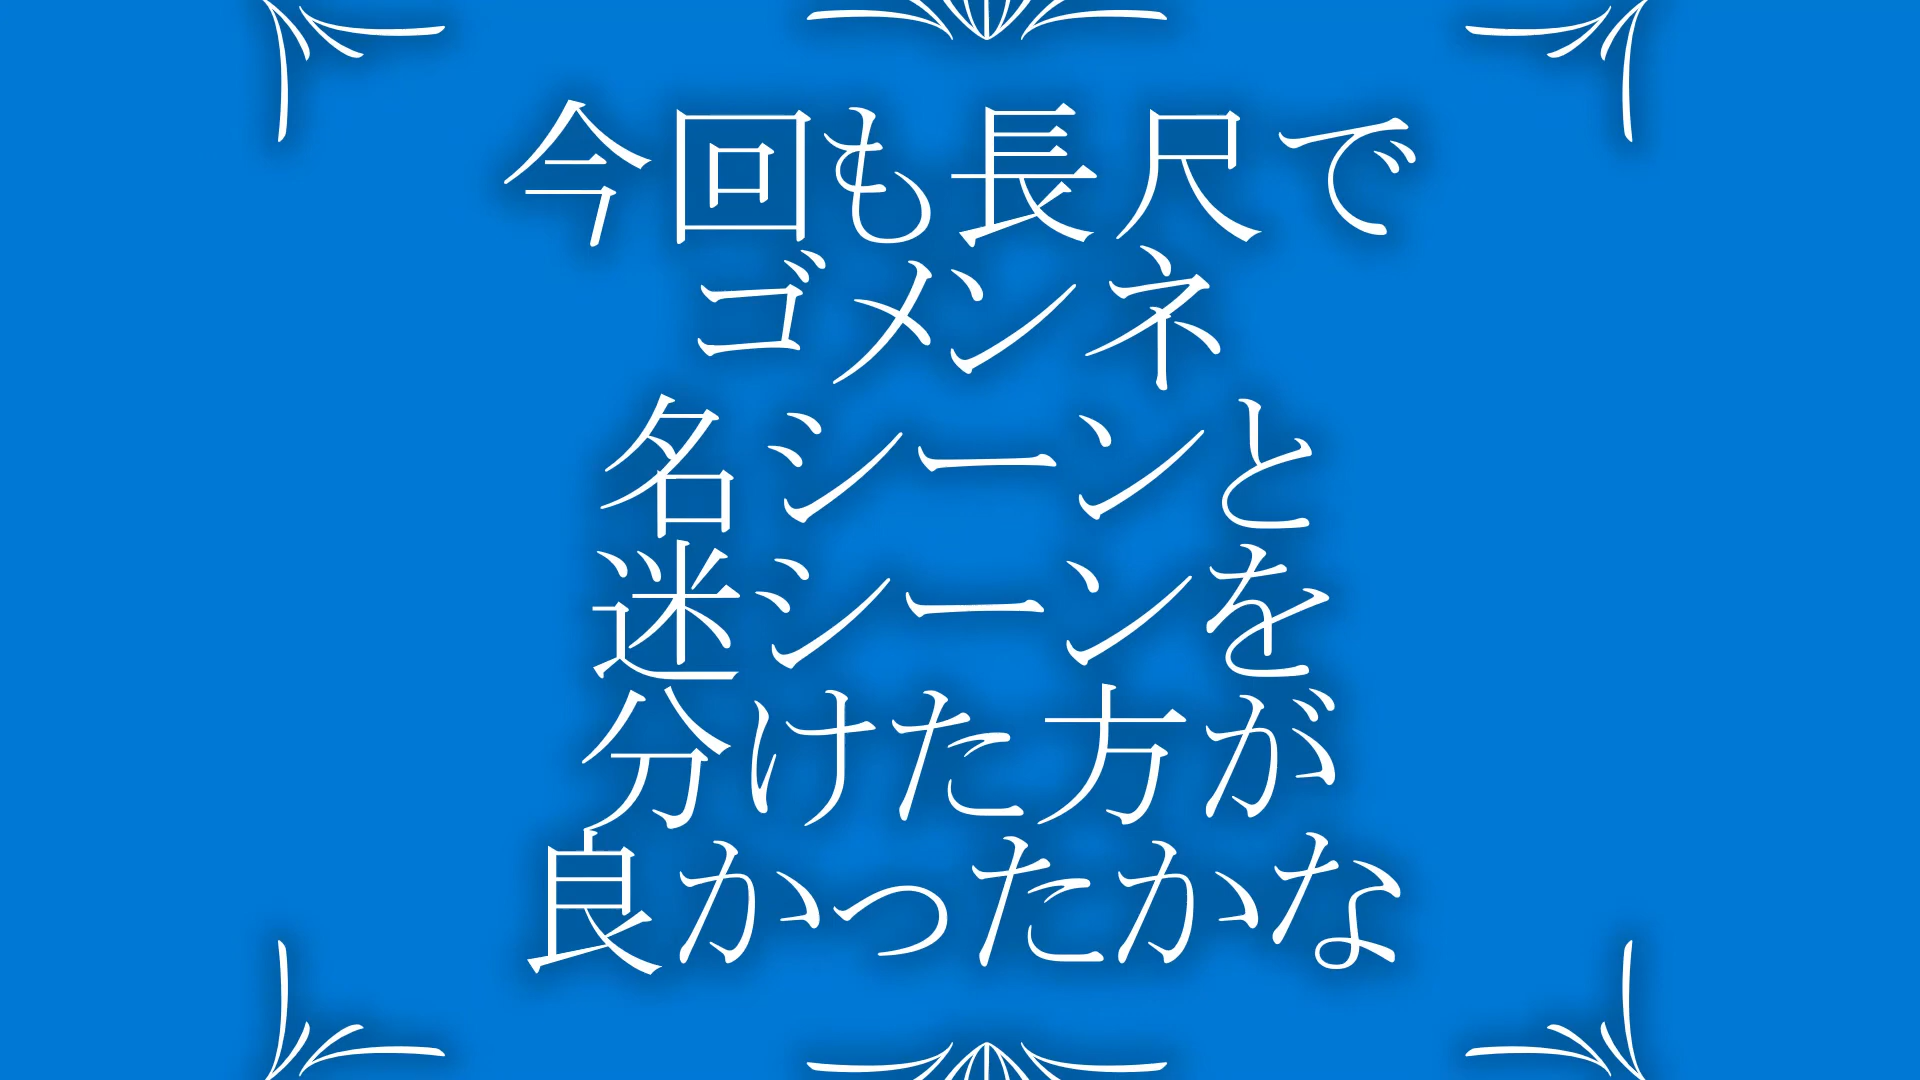 今回も長尺で
ゴメンネ
名シーンと
迷シーンを
分けた方が
良かったかな